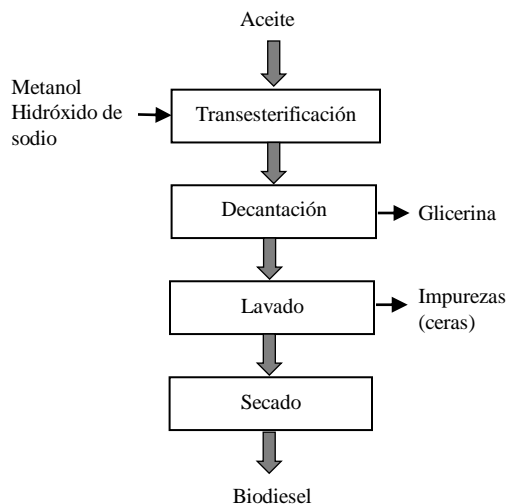 Aceite
Metanol
Hidróxido de
sodio
Transesterificación
Decantación
Glicerina
Lavado
Impurezas
(ceras)
Secado
Biodiesel